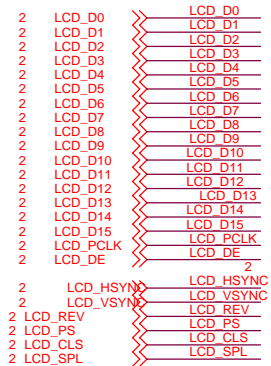 2 LCD_D0 LCD_D0
2 LCD_D1 LCD_D1
2 LCD_D2 LCD_D2
2 LCD_D3 LCD_D3
2 LCD_D4 LCD_D4
2 LCD_D5 LCD_D5
2 LCD_D6 LCD_D6
2 LCD_D7 LCD_D7
2 LCD_D8 LCD_D8
2 LCD_D9 LCD_D9
2 LCD_D10 LCD_D10
2 LCD_D11 LCD_D11
2 LCD_D12 LCD_D12
2 LCD_D13 LCD_D13
2 LCD_D14 LCD_D14
2 LCD_D15 LCD_D15
2 LCD_PCLK LCD_PCLK
2 LCD_DE LCD_DE
2
2 LCD_HSYNC LCD_HSYNC
2 LCD_VSYNC LCD_VSYNC
2 LCD_REV LCD_REV
2 LCD_PS LCD_PS
2 LCD_CLS LCD_CLS
2 LCD_SPL LCD_SPL